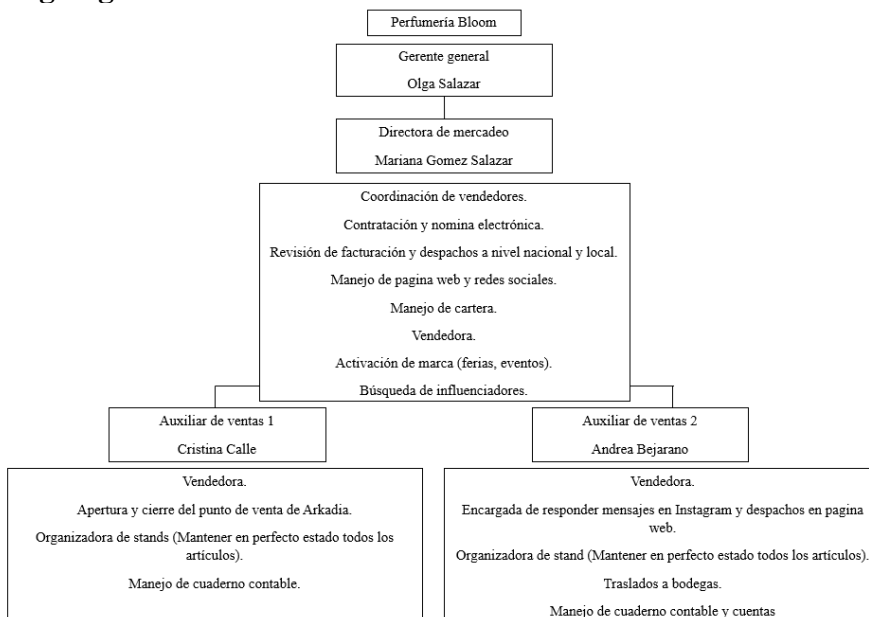 Perfumería Bloom
Gerente general
Olga Salazar
Directora de mercadeo
Mariana Gomez Salazar
Coordinación de vendedores.
Contratación y nomina electrónica.
Revisión de facturación y despachos a nivel nacional y local.
Manejo de pagina web y redes sociales.
Manejo de cartera.
Vendedora.
Activación de marca (ferias, eventos).
Búsqueda de influenciadores.
Auxiliar de ventas 1
Cristina Calle
Vendedora.
Apertura y cierre del punto de venta de Arkadia.
Organizadora de stands (Mantener en perfecto estado todos los
artículos).
Manejo de cuaderno contable.
Auxiliar de ventas 2
Andrea Bejarano
Vendedora.
Encargada de responder mensajes en Instagram y despachos en pagina
web.
Organizadora de stand (Mantener en perfecto estado todos los artículos).
Traslados a bodegas.
Manejo de cuaderno contable y cuentas